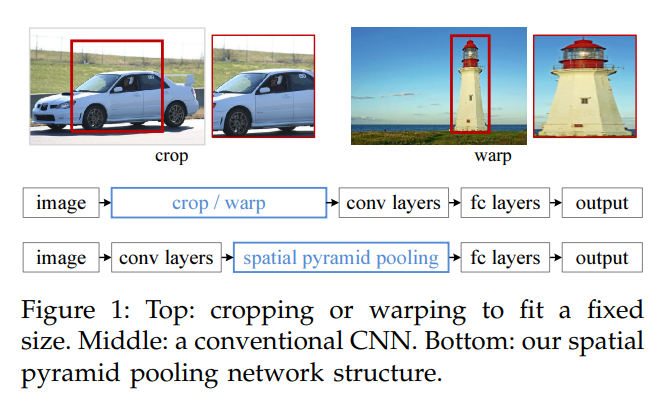 crop
warp
image crop / warp conv layers fc layers output
image conv layers spatial pyramid pooling fc layers output
Figure 1: Top: cropping or warping to fit a fixed
size. Middle: a conventional CNN. Bottom: our spatial
pyramid pooling network structure.